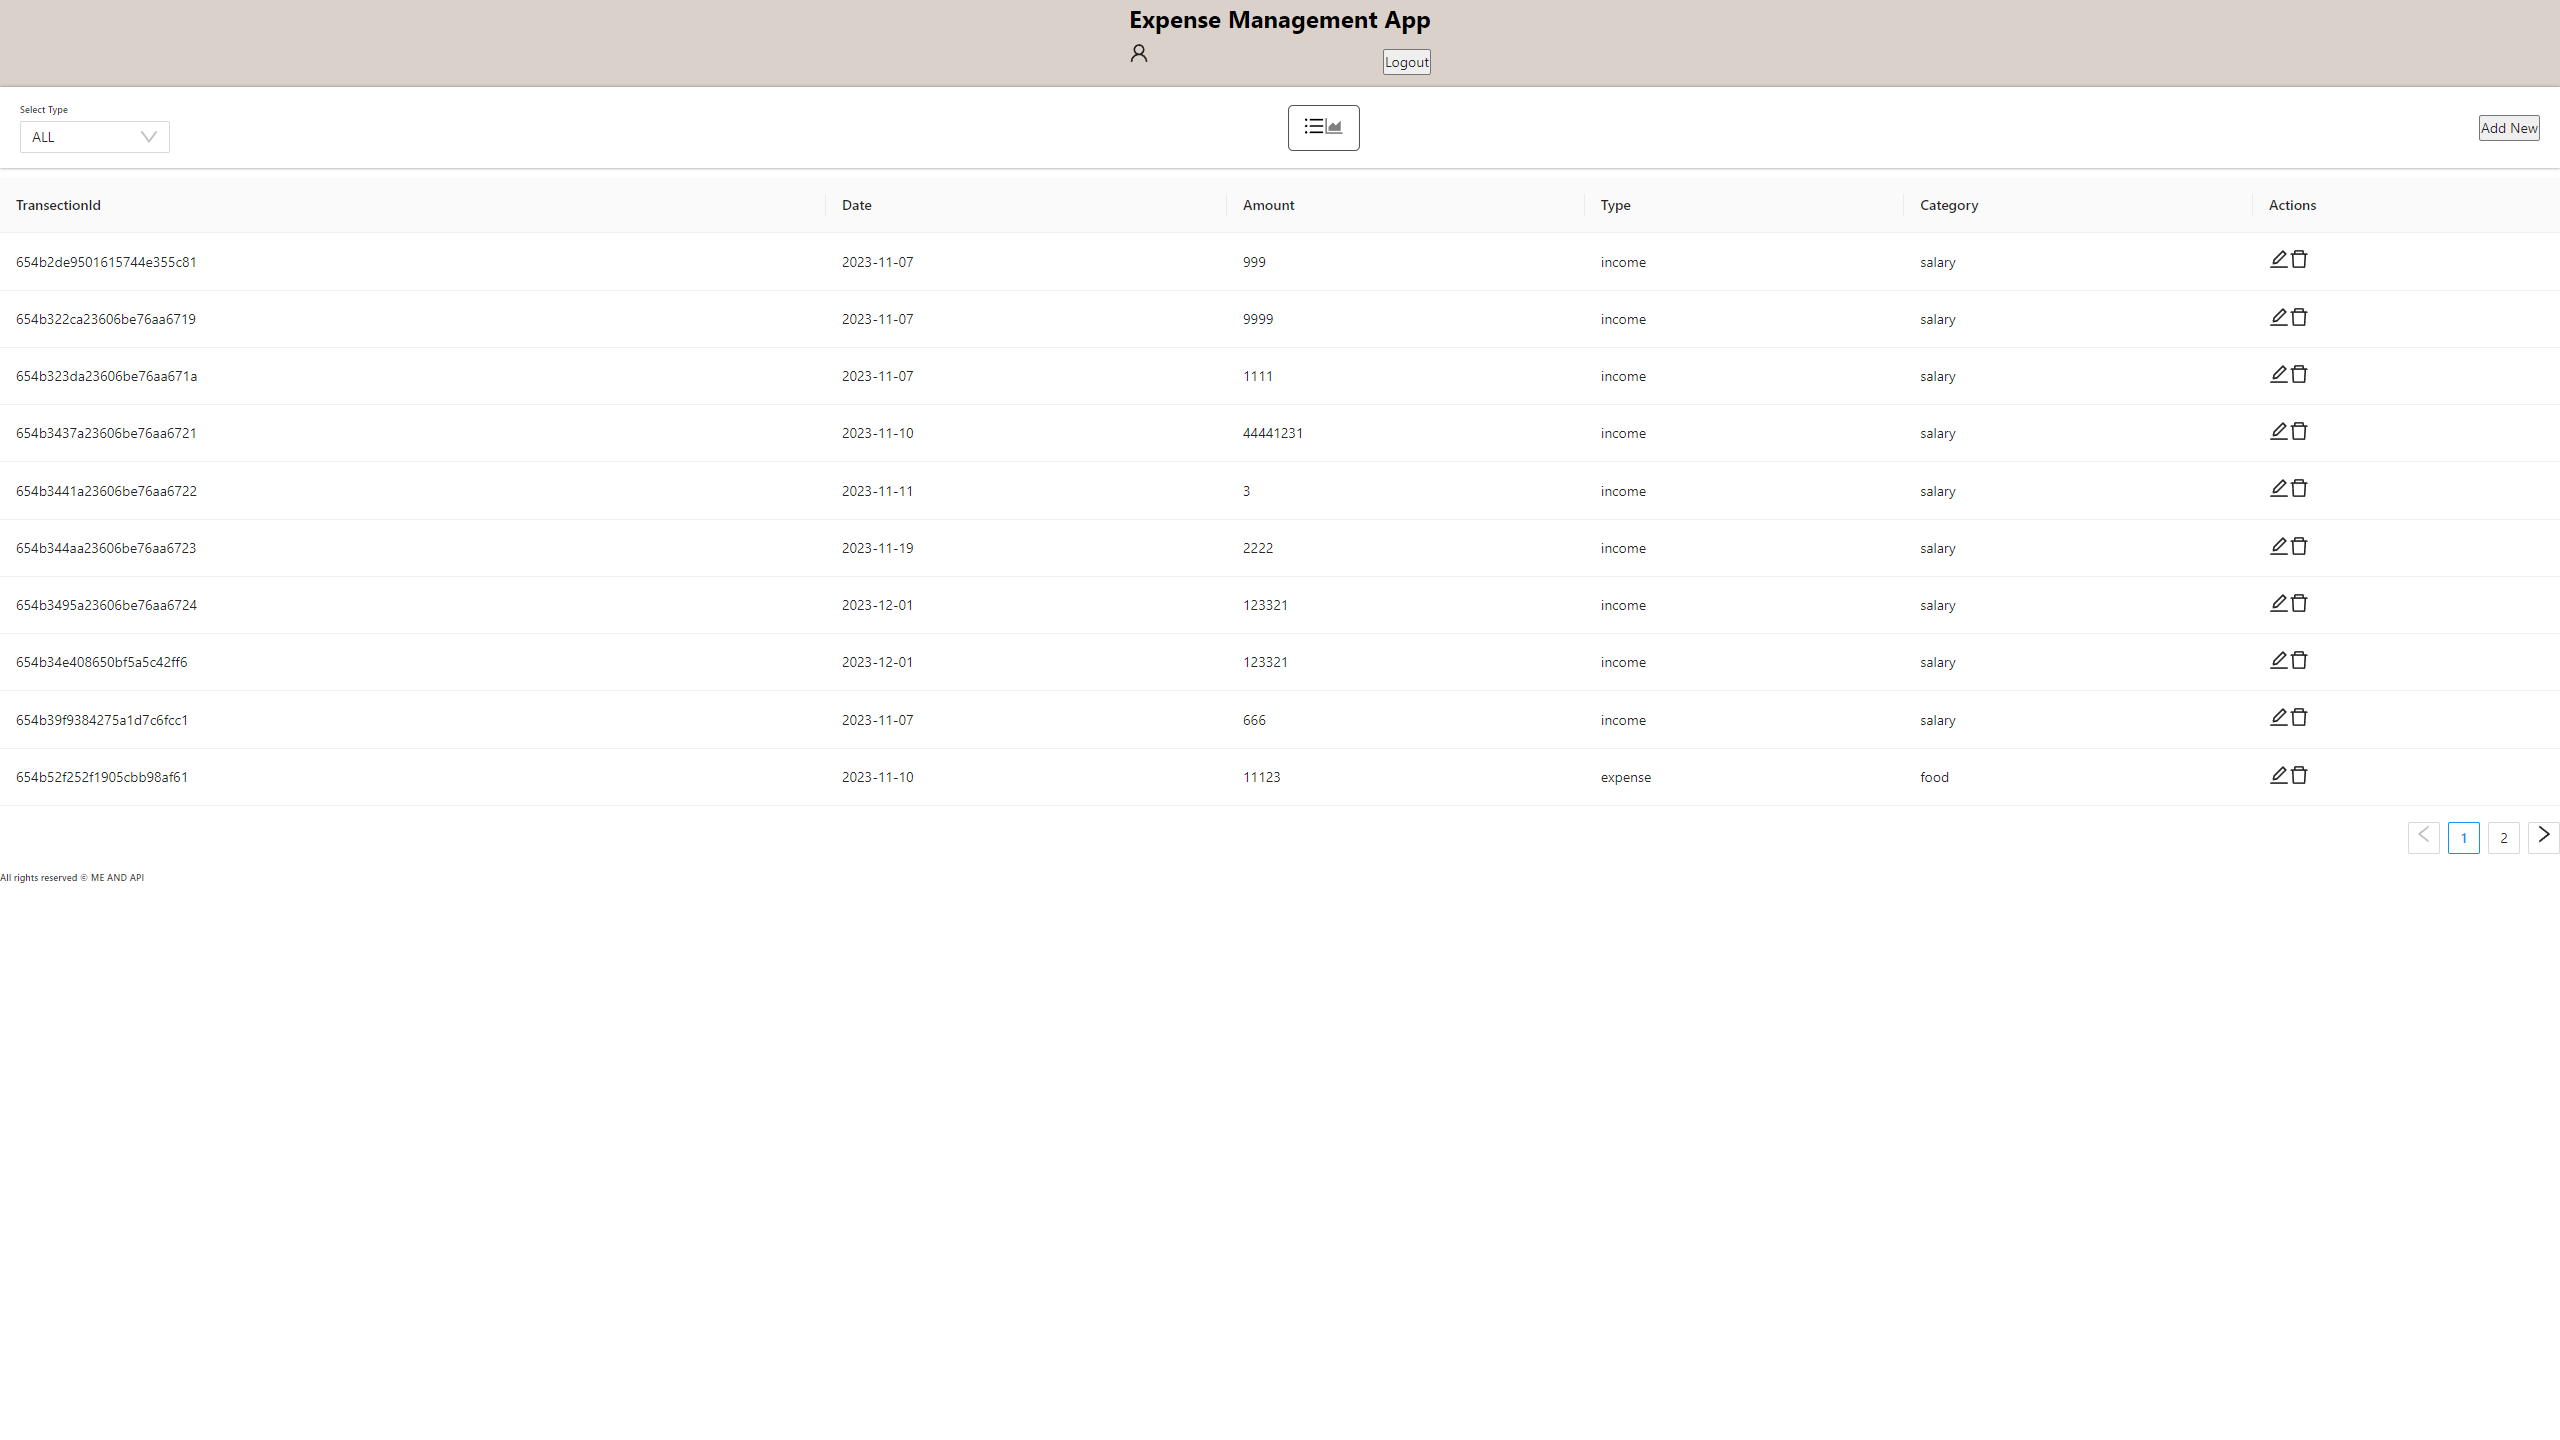 Expense Management App
Logout
Select Type
ALL
Add New
TransectionId Date Amount Type Category Actions
654b2de9501615744e355c81 2023-11-07 999 income salary
654b322ca23606be76aa6719 2023-11-07 9999 income salary
654b323da23606be76aa671a 2023-11-07 1111 income salary
654b3437a23606be76aa6721 2023-11-10 44441231 income salary
654b3441a23606be76aa6722 2023-11-11 3 income salary
654b344aa23606be76aa6723 2023-11-19 2222 income salary
654b3495a23606be76aa6724 2023-12-01 123321 income salary
654b34e408650bf5a5c42ff6 2023-12-01 123321 income salary
654b39f9384275a1d7c6fcc1 2023-11-07 666 income salary
654b52f252f1905cbb98af61 2023-11-10 11123 expense food
1 2
All rights reserved © ME AND API